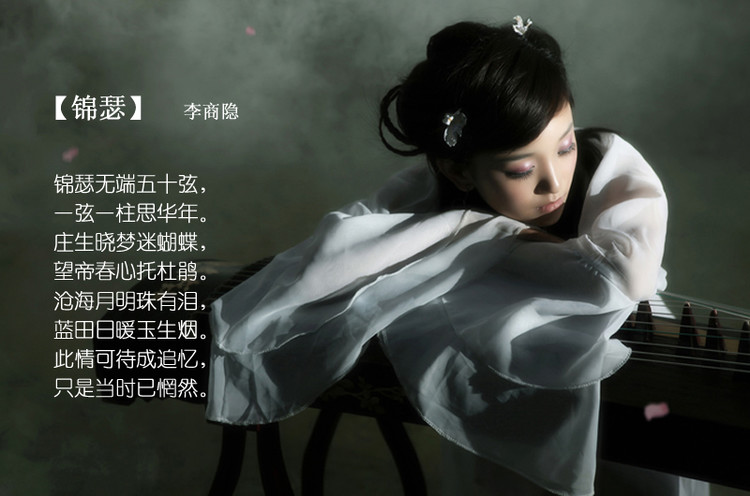 【锦瑟】 李商隐
锦瑟无端五十弦，
一弦一柱思华年。
庄生晓梦迷蝴蝶，
望帝春心托杜鹃。
沧海月明珠有泪，
蓝田日暖玉生烟。
此情可待成追忆，
只是当时已惘然。